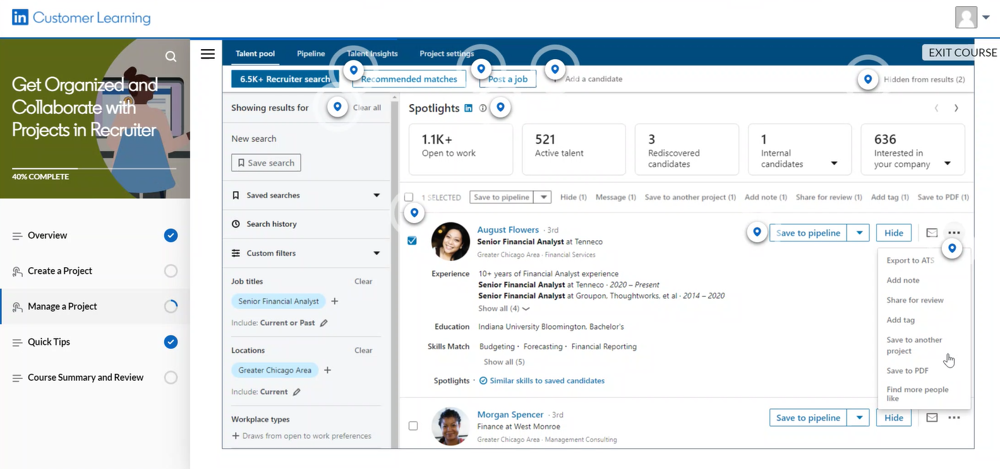 in Customer Learning
EXIT COURSE
Get Organized and
Collaborate with
Projects in Recruiter
40% COMPLETE
Overview
Create a Project
Manage a Project
Quick Tips
Course Summary and Review
Talent pool
Pipeline
Talent Insights
Project settings
6.5K+ Recruiter search
Recommended matches
Post a job
Add a candidate
Hidden from results (2)
Showing results for
Clear all
New search
Save search
Saved searches
Search history
Custom filters
Job titles
Clear
Senior Financial Analyst +
Include: Current or Past
Locations
Clear
Greater Chicago Area +
Include: Current
Workplace types
+ Draws from open to work preferences
Spotlights in
1.1K+
Open to work
521
Active talent
3
Rediscovered
candidates
1
Internal
candidates
636
Interested in
your company
1 SELECTED
Save to pipeline
Hide (1)
Message (1)
Save to another project (1)
Add note (1)
Share for review (1)
Add tag (1)
Save to PDF (1)
August Flowers · 3rd
Senior Financial Analyst at Tenneco
Greater Chicago Area · Financial Services
Save to pipeline
Hide
Experience
10+ years of Financial Analyst experience
Senior Financial Analyst at Tenneco · 2020 – Present
Senior Financial Analyst at Groupon, Thoughtworks, et al · 2014 – 2020
Show all (4)
Education
Indiana University Bloomington, Bachelor's
Skills Match
Budgeting · Forecasting · Financial Reporting
Show all (5)
Spotlights ·
Similar skills to saved candidates
Export to ATS
Add note
Share for review
Add tag
Save to another
project
Save to PDF
Find more people
like
Morgan Spencer · 3rd
Finance at West Monroe
Greater Chicago Area · Management Consulting
Save to pipeline
Hide